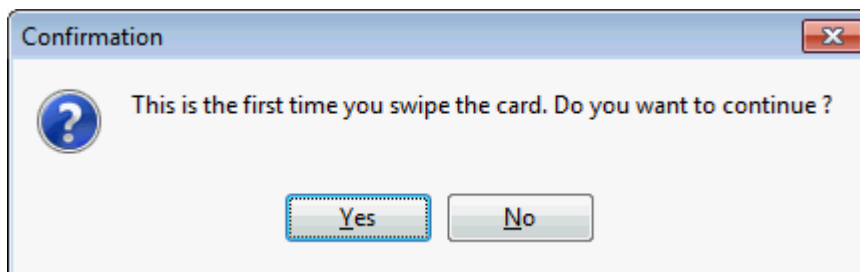 Confirmation
This is the first time you swipe the card. Do you want to continue ?
Yes
No